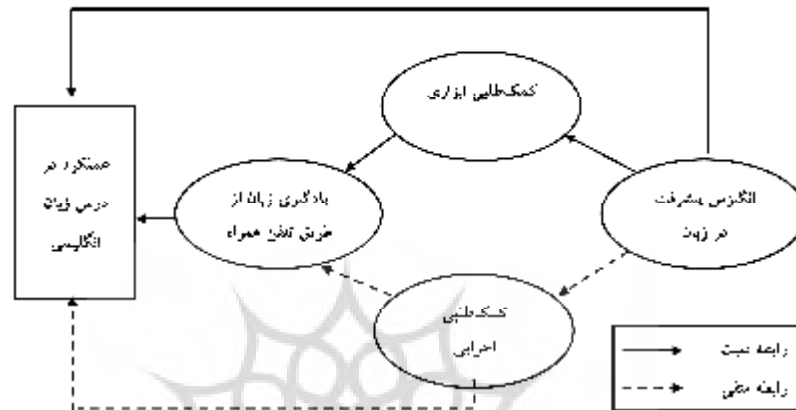 کمک‌طلبی ابزاری
عملکرد در
درس زبان
انگلیسی
یادگیری زبان از
طریق تلفن همراه
انگیزش پیشرفت
در زبان
کمک‌طلبی
اجرایی
رابطه مثبت
رابطه منفی